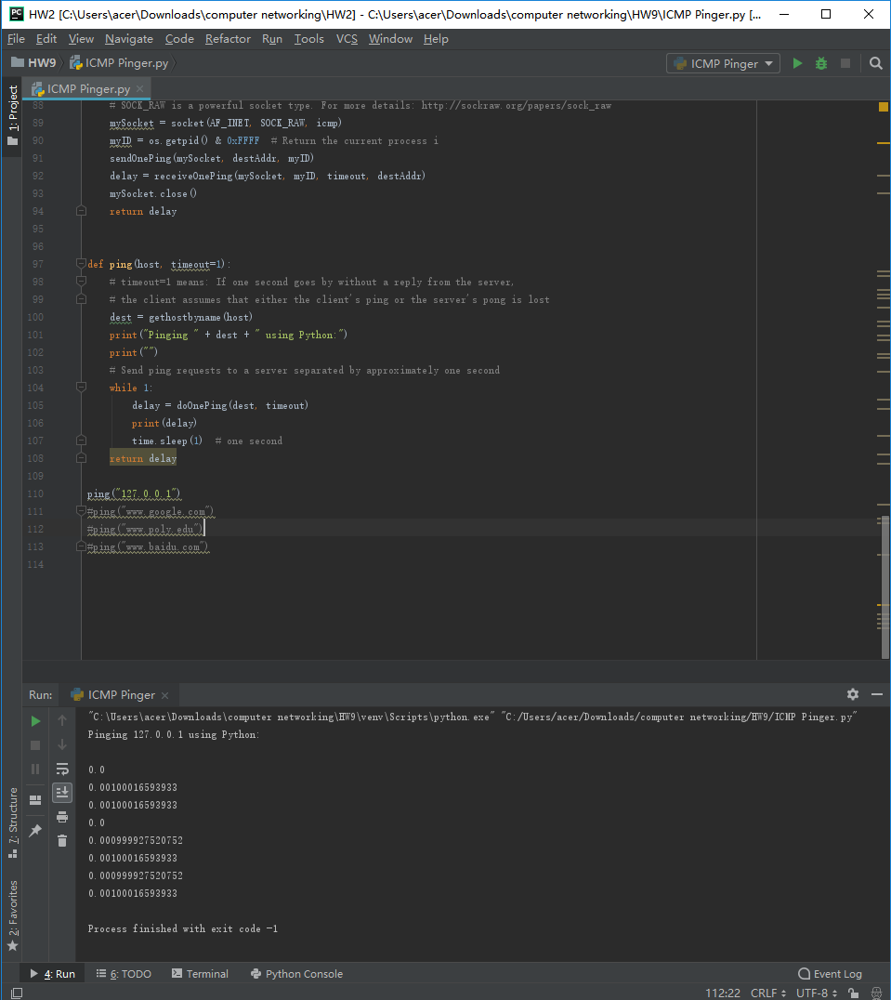 HW2 [C:\Users\acer\Downloads\computer networking\HW2] - C:\Users\acer\Downloads\computer networking\HW9\ICMP Pinger.py [...
File Edit View Navigate Code Refactor Run Tools VCS Window Help
HW9 ICMP Pinger.py ICMP Pinger
1: Project
ICMP Pinger.py
88 # SOCK_RAW is a powerful socket type. For more details: http://sockraw.org/papers/sock_raw
89 mySocket = socket(AF_INET, SOCK_RAW, icmp)
90 myID = os.getpid() & 0xFFFF # Return the current process i
91 sendOnePing(mySocket, destAddr, myID)
92 delay = receiveOnePing(mySocket, myID, timeout, destAddr)
93 mySocket.close()
94 return delay
95
96
97 def ping(host, timeout=1):
98 # timeout=1 means: If one second goes by without a reply from the server,
99 # the client assumes that either the client's ping or the server's pong is lost
100 dest = gethostbyname(host)
101 print("Pinging " + dest + " using Python:")
102 print("")
103 # Send ping requests to a server separated by approximately one second
104 while 1:
105 delay = doOnePing(dest, timeout)
106 print(delay)
107 time.sleep(1) # one second
108 return delay
109
110 ping("127.0.0.1")
111 #ping("www.google.com")
112 #ping("www.poly.edu")
113 #ping("www.baidu.com")
114
Run: ICMP Pinger
"C:\Users\acer\Downloads\computer networking\HW9\venv\Scripts\python.exe" "C:/Users/acer/Downloads/computer networking/HW9/ICMP Pinger.py"
Pinging 127.0.0.1 using Python:
0.0
0.00100016593933
0.00100016593933
0.0
0.000999927520752
0.00100016593933
0.000999927520752
0.00100016593933
Process finished with exit code -1
7: Structure
2: Favorites
4: Run 6: TODO Terminal Python Console Event Log
112:22 CRLF UTF-8